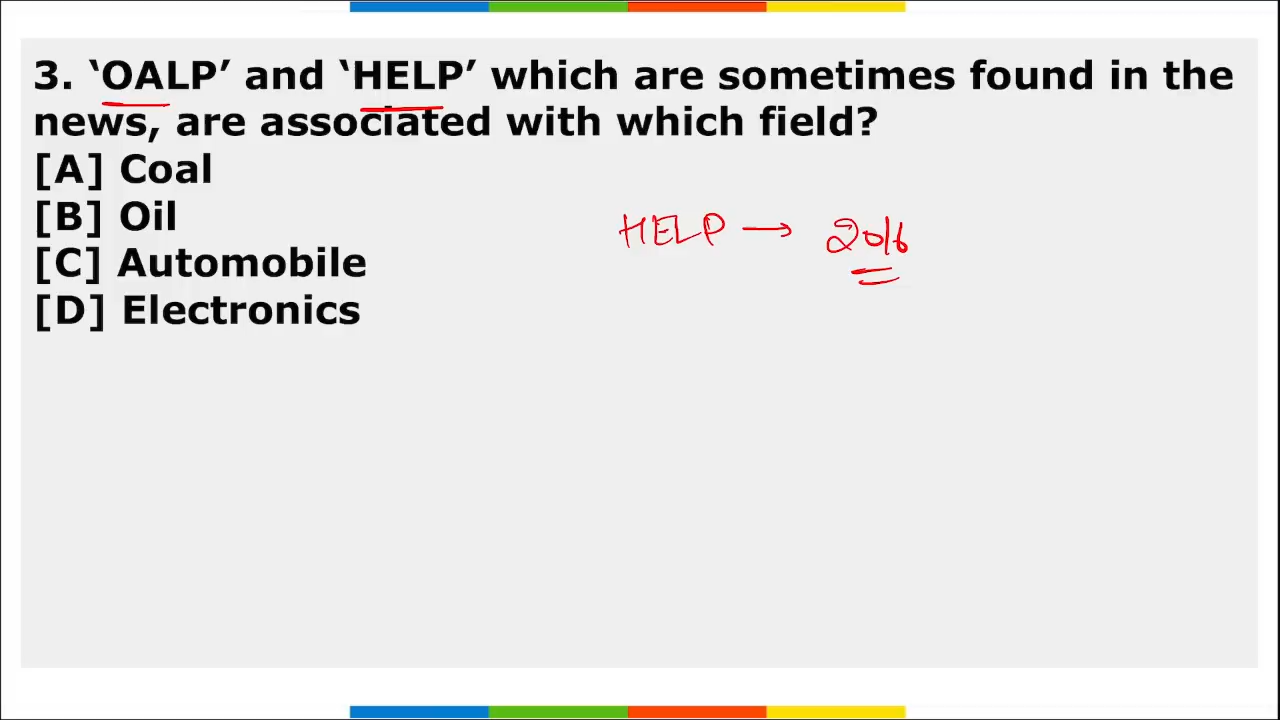 3. ‘OALP’ and ‘HELP’ which are sometimes found in the
news, are associated with which field?
[A] Coal
[B] Oil
[C] Automobile
[D] Electronics
HELP → 2016